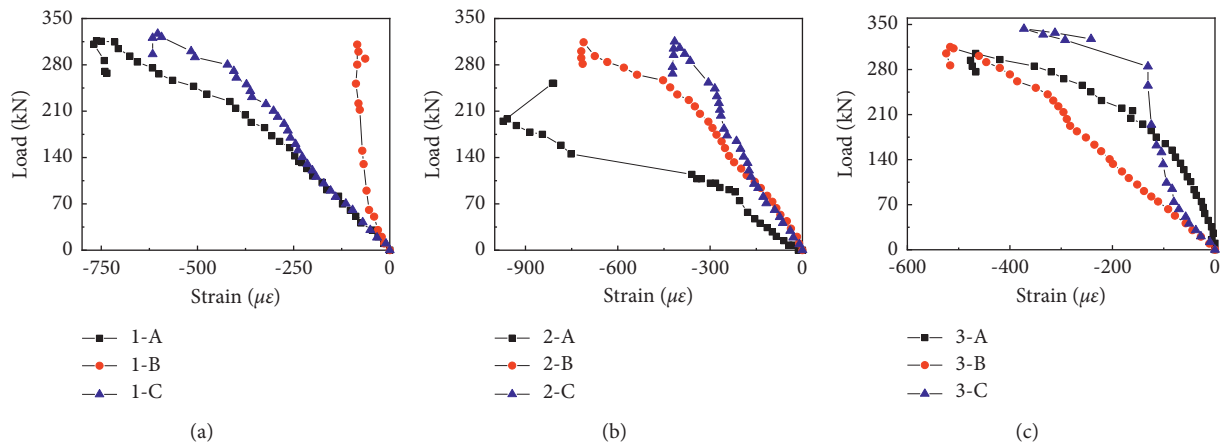 350
280
210
140
70
0
Load (kN)
-750 -500 -250 0
Strain (με)
1-A
1-B
1-C
(a)
350
280
210
140
70
0
Load (kN)
-900 -600 -300 0
Strain (με)
2-A
2-B
2-C
(b)
350
280
210
140
70
0
Load (kN)
-600 -400 -200 0
Strain (με)
3-A
3-B
3-C
(c)